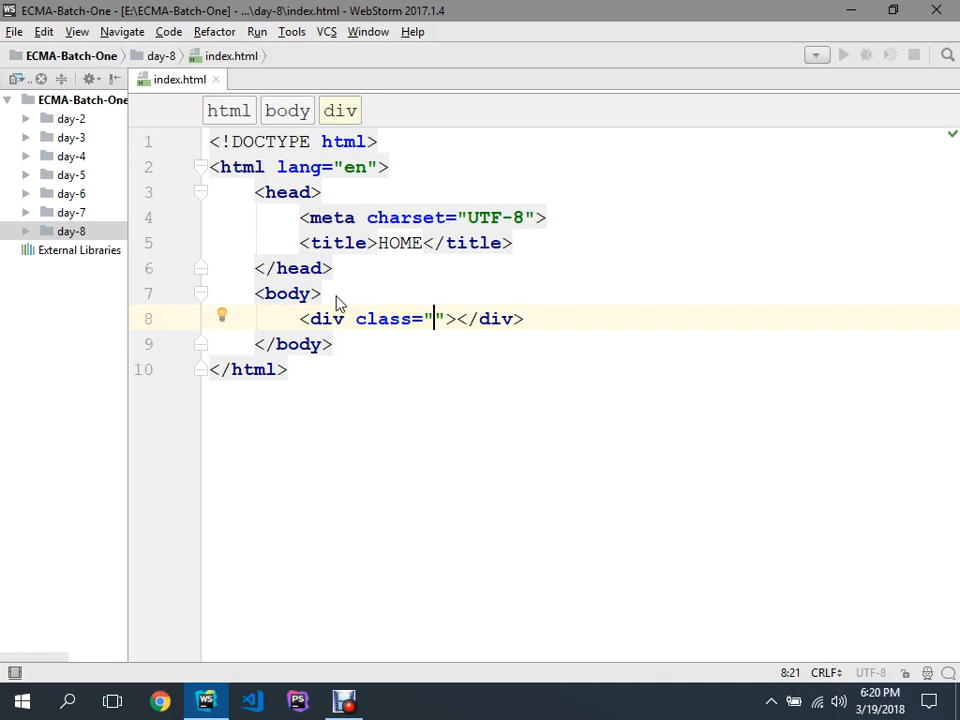 WS ECMA-Batch-One - [E:\ECMA-Batch-One] - ...\day-8\index.html - WebStorm 2017.1.4
File Edit View Navigate Code Refactor Run Tools VCS Window Help
ECMA-Batch-One day-8 index.html
index.html
ECMA-Batch-One
day-2
day-3
day-4
day-5
day-6
day-7
day-8
External Libraries
html body div
1 <!DOCTYPE html>
2 <html lang="en">
3 <head>
4 <meta charset="UTF-8">
5 <title>HOME</title>
6 </head>
7 <body>
8 <div class=""></div>
9 </body>
10 </html>
8:21 CRLF UTF-8
WS PS
6:20 PM
3/19/2018